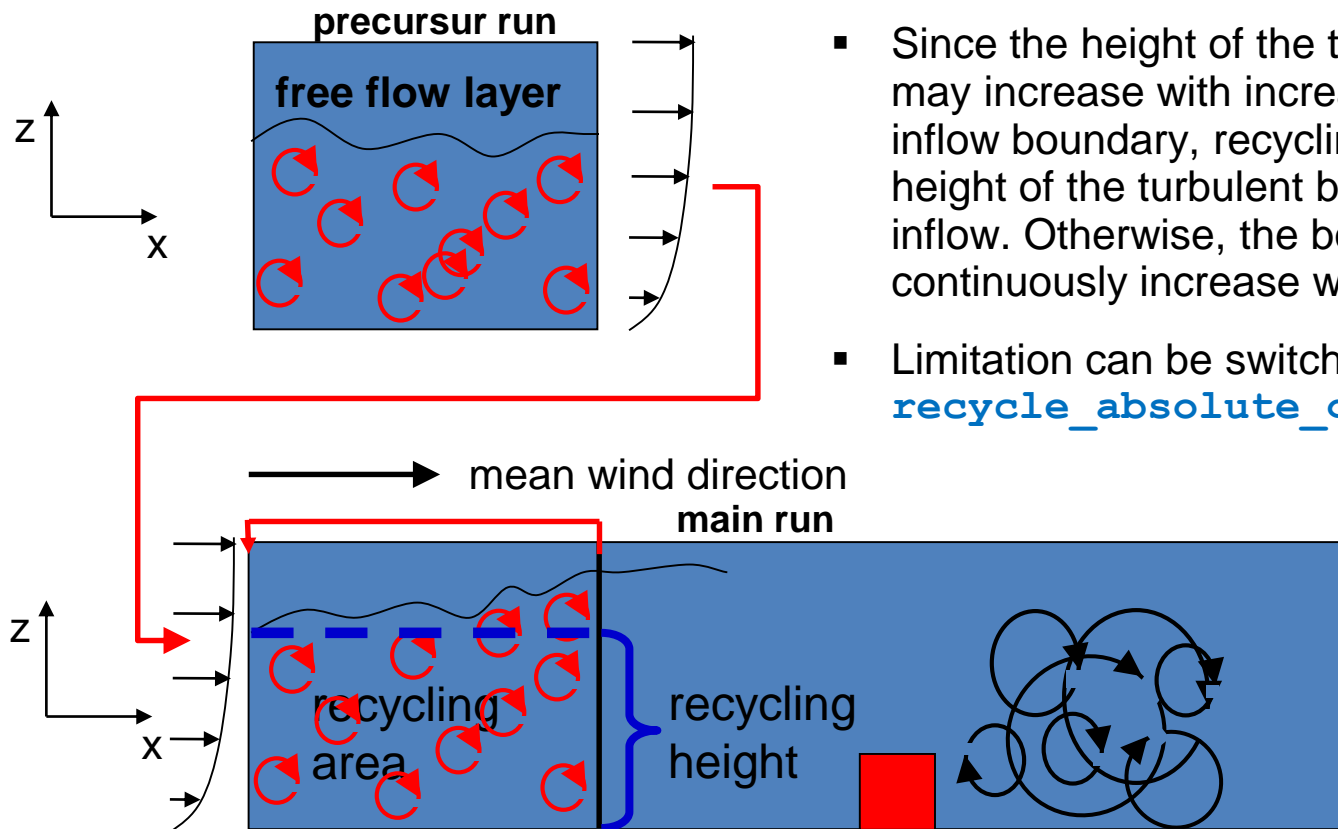 precursur run
free flow layer
z
x
▪ Since the height of the t
may increase with increa
inflow boundary, recyclin
height of the turbulent b
inflow. Otherwise, the bo
continuously increase w
▪ Limitation can be switch
recycle_absolute_
mean wind direction
main run
z
x
recycling
area
recycling
height